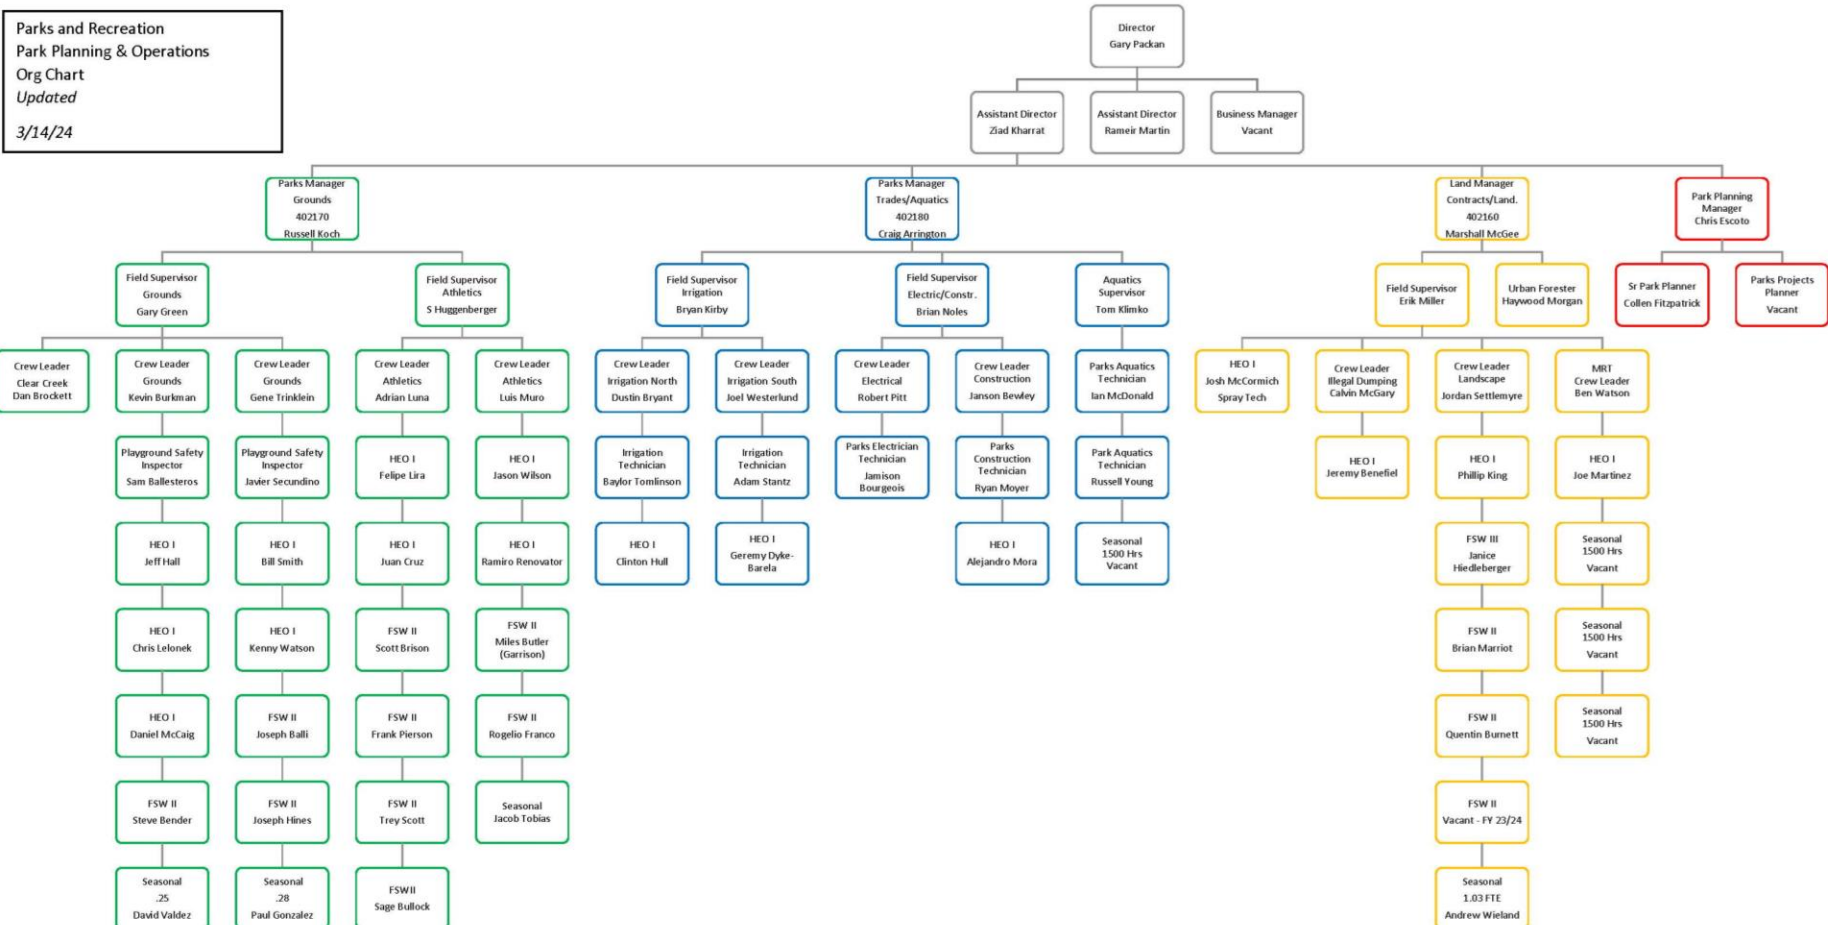 Parks and Recreation
Park Planning & Operations
Org Chart
Updated
3/14/24
Director
Gary Packan
Assistant Director
Ziad Kharrat
Assistant Director
Rameir Martin
Business Manager
Vacant
Parks Manager
Grounds
402170
Russell Koch
Parks Manager
Trades/Aquatics
402180
Craig Arrington
Land Manager
Contracts/Land.
402160
Marshall McGee
Park Planning
Manager
Chris Escoto
Field Supervisor
Grounds
Gary Green
Field Supervisor
Athletics
S Huggenberger
Field Supervisor
Irrigation
Bryan Kirby
Field Supervisor
Electric/Constr.
Brian Noles
Aquatics
Supervisor
Tom Klimko
Field Supervisor
Erik Miller
Urban Forester
Haywood Morgan
Sr Park Planner
Collen Fitzpatrick
Parks Projects
Planner
Vacant
Crew Leader
Clear Creek
Dan Brockett
Crew Leader
Grounds
Kevin Burkman
Crew Leader
Grounds
Gene Trinklein
Crew Leader
Athletics
Adrian Luna
Crew Leader
Athletics
Luis Muro
Crew Leader
Irrigation North
Dustin Bryant
Crew Leader
Irrigation South
Joel Westerlund
Crew Leader
Electrical
Robert Pitt
Crew Leader
Construction
Janson Bewley
Parks Aquatics
Technician
Ian McDonald
HEO I
Josh McCormich
Spray Tech
Crew Leader
Illegal Dumping
Calvin McGary
Crew Leader
Landscape
Jordan Settlemyre
MRT
Crew Leader
Ben Watson
Playground Safety
Inspector
Sam Ballesteros
Playground Safety
Inspector
Javier Secundino
HEO I
Felipe Lira
HEO I
Jason Wilson
Irrigation
Technician
Baylor Tomlinson
Irrigation
Technician
Adam Stantz
Parks Electrician
Technician
Jamison
Bourgeois
Parks
Construction
Technician
Ryan Moyer
Park Aquatics
Technician
Russell Young
HEO I
Jeremy Benefiel
HEO I
Phillip King
HEO I
Joe Martinez
HEO I
Jeff Hall
HEO I
Bill Smith
HEO I
Juan Cruz
HEO I
Ramiro Renovator
HEO I
Clinton Hull
HEO I
Geremy Dyke-
Barela
HEO I
Alejandro Mora
Seasonal
1500 Hrs
Vacant
FSW III
Janice
Hiedleberger
Seasonal
1500 Hrs
Vacant
HEO I
Chris Lelonek
HEO I
Kenny Watson
FSW II
Scott Brison
FSW II
Miles Butler
(Garrison)
FSW II
Brian Marriot
Seasonal
1500 Hrs
Vacant
HEO I
Daniel McCaig
FSW II
Joseph Balli
FSW II
Frank Pierson
FSW II
Rogelio Franco
FSW II
Quentin Burnett
Seasonal
1500 Hrs
Vacant
FSW II
Steve Bender
FSW II
Joseph Hines
FSW II
Trey Scott
Seasonal
Jacob Tobias
FSW II
Vacant - FY 23/24
Seasonal
.25
David Valdez
Seasonal
.28
Paul Gonzalez
FSWII
Sage Bullock
Seasonal
1.03 FTE
Andrew Wieland